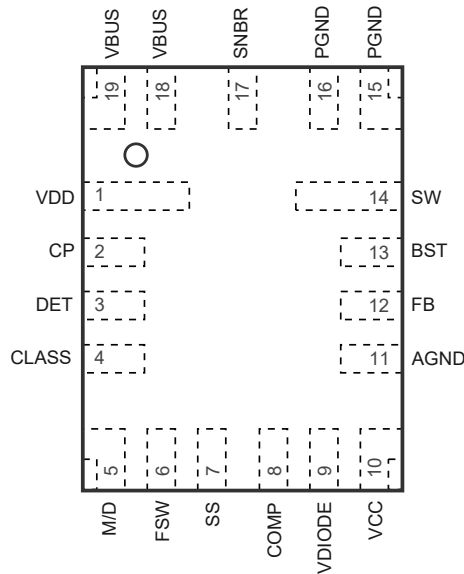 VBUS VBUS SNBR PGND PGND
19 18 17 16 15
VDD 1 14 SW
CP 2 13 BST
DET 3 12 FB
CLASS 4 11 AGND
5 6 7 8 9 10
M/D FSW SS COMP VDIODE VCC